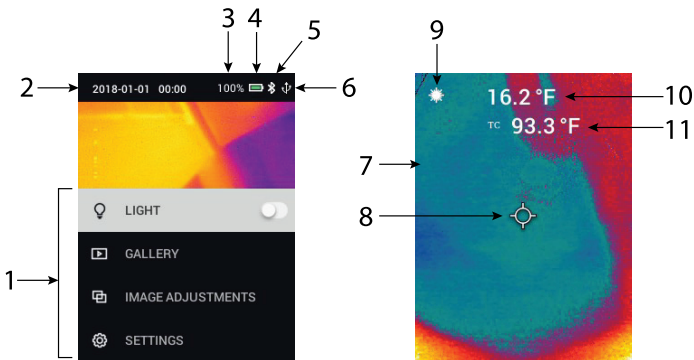 3 4 5
2 2018-01-01 00:00 100% 6
1
LIGHT
GALLERY
IMAGE ADJUSTMENTS
SETTINGS
9
16.2 °F 10
TC 93.3 °F 11
7
8